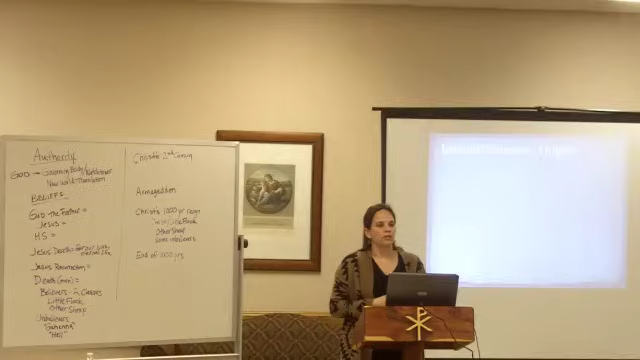 Authority
GOD → Governing Body/
New World Translation
BELIEFS
God the Father =
Jesus =
HS =
Jesus Death =
Jesus Resurrection =
Death (man) =
Believers - 2 Classes
Little Flock
Other Sheep
Unbelievers
"Gehenna"
"Hell"
Christ's 2nd Coming
Armageddon
Christ's 1000 yr reign
w/ Little Flock
Other Sheep
Some unbelievers
End of 1000 yrs